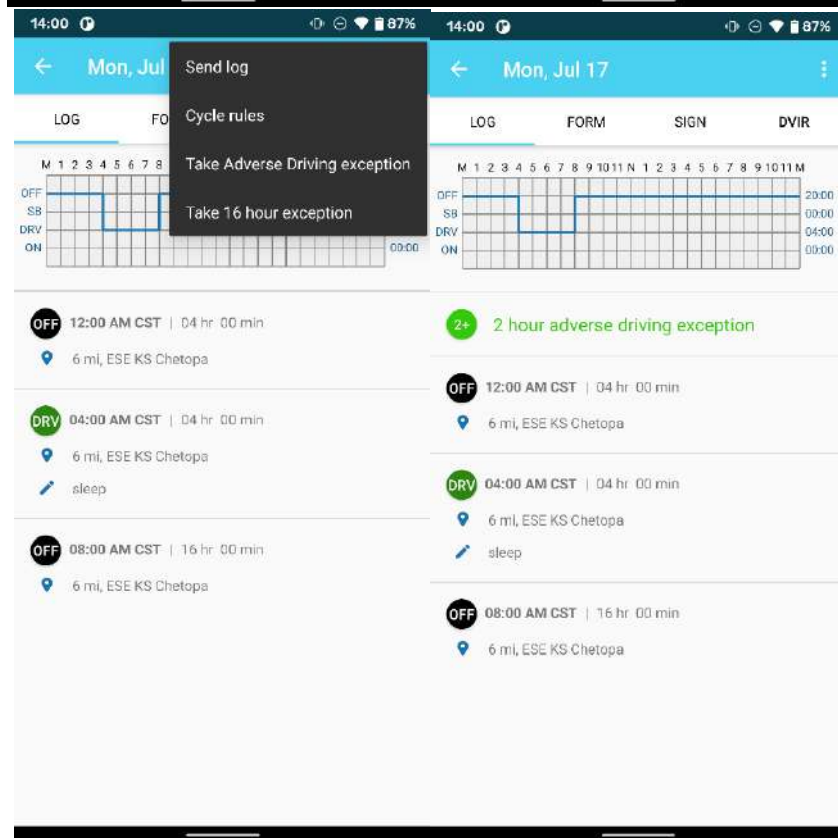 14:00
87%
Mon, Jul
Send log
Cycle rules
Take Adverse Driving exception
Take 16 hour exception
LOG FO
M 1 2 3 4 5 6 7 8
OFF
SB
DRV
ON 00:00
OFF 12:00 AM CST | 04 hr 00 min
6 mi, ESE KS Chetopa
DRV 04:00 AM CST | 04 hr 00 min
6 mi, ESE KS Chetopa
sleep
OFF 08:00 AM CST | 16 hr 00 min
6 mi, ESE KS Chetopa
14:00
87%
Mon, Jul 17
LOG FORM SIGN DVIR
M 1 2 3 4 5 6 7 8 9 10 11 N 1 2 3 4 5 6 7 8 9 10 11 M
OFF 20:00
SB 00:00
DRV 04:00
ON 00:00
2+ 2 hour adverse driving exception
OFF 12:00 AM CST | 04 hr 00 min
6 mi, ESE KS Chetopa
DRV 04:00 AM CST | 04 hr 00 min
6 mi, ESE KS Chetopa
sleep
OFF 08:00 AM CST | 16 hr 00 min
6 mi, ESE KS Chetopa